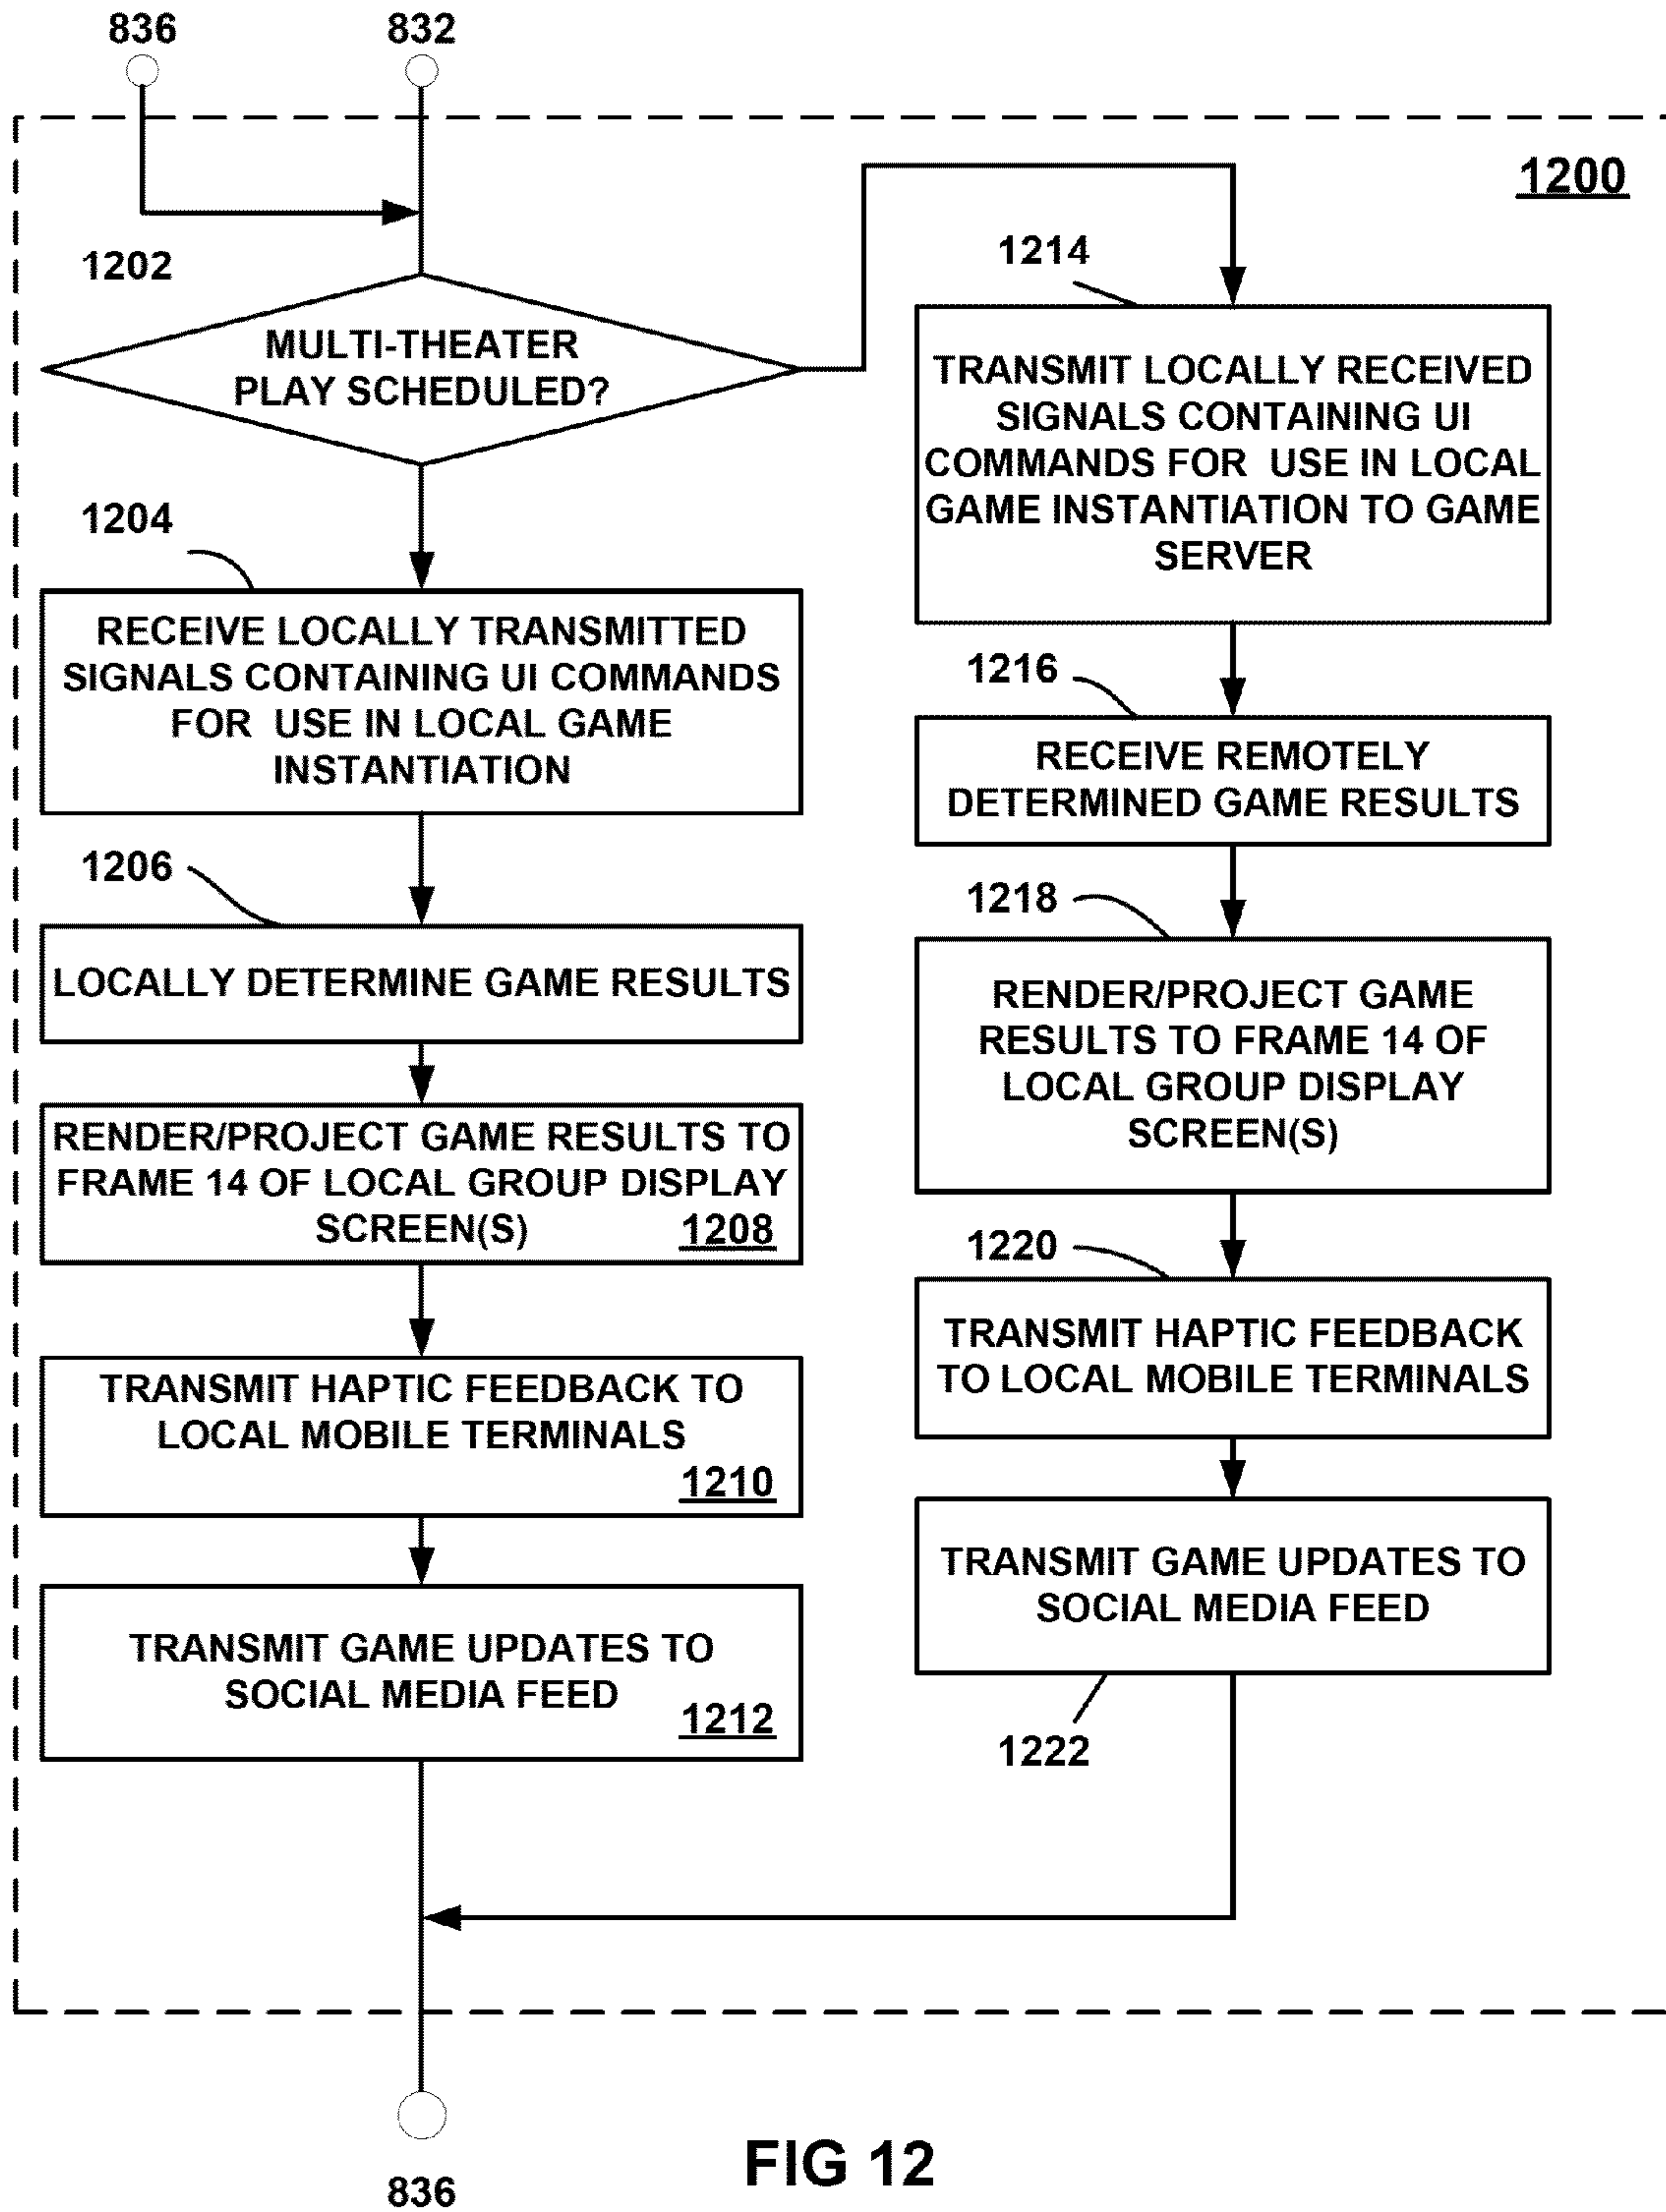 836
832
1200
1202
MULTI-THEATER
PLAY SCHEDULED?
1204
RECEIVE LOCALLY TRANSMITTED
SIGNALS CONTAINING UI COMMANDS
FOR USE IN LOCAL GAME
INSTANTIATION
1206
LOCALLY DETERMINE GAME RESULTS
RENDER/PROJECT GAME RESULTS TO
FRAME 14 OF LOCAL GROUP DISPLAY
SCREEN(S)
1208
TRANSMIT HAPTIC FEEDBACK TO
LOCAL MOBILE TERMINALS
1210
TRANSMIT GAME UPDATES TO
SOCIAL MEDIA FEED
1212
1214
TRANSMIT LOCALLY RECEIVED
SIGNALS CONTAINING UI
COMMANDS FOR USE IN LOCAL
GAME INSTANTIATION TO GAME
SERVER
1216
RECEIVE REMOTELY
DETERMINED GAME RESULTS
1218
RENDER/PROJECT GAME
RESULTS TO FRAME 14 OF
LOCAL GROUP DISPLAY
SCREEN(S)
1220
TRANSMIT HAPTIC FEEDBACK
TO LOCAL MOBILE TERMINALS
TRANSMIT GAME UPDATES TO
SOCIAL MEDIA FEED
1222
836
FIG 12